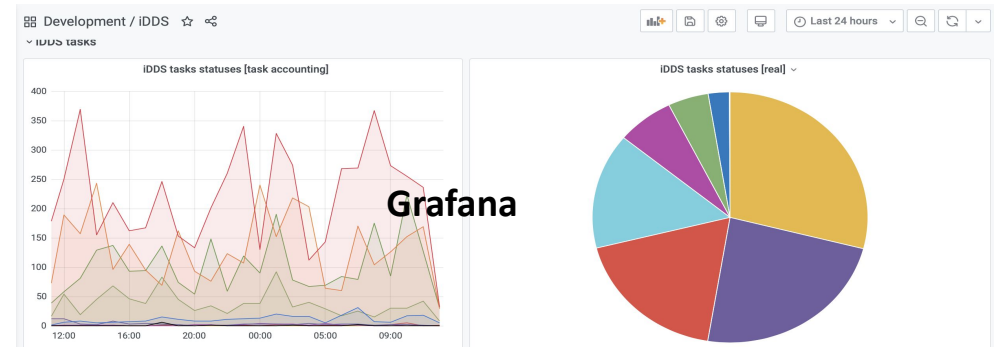 Development / iDDS
Last 24 hours
iDDS tasks
iDDS tasks statuses [task accounting]
400
350
300
250
200
150
100
50
0
12:00 16:00 20:00 00:00 05:00 09:00
iDDS tasks statuses [real]
Grafana